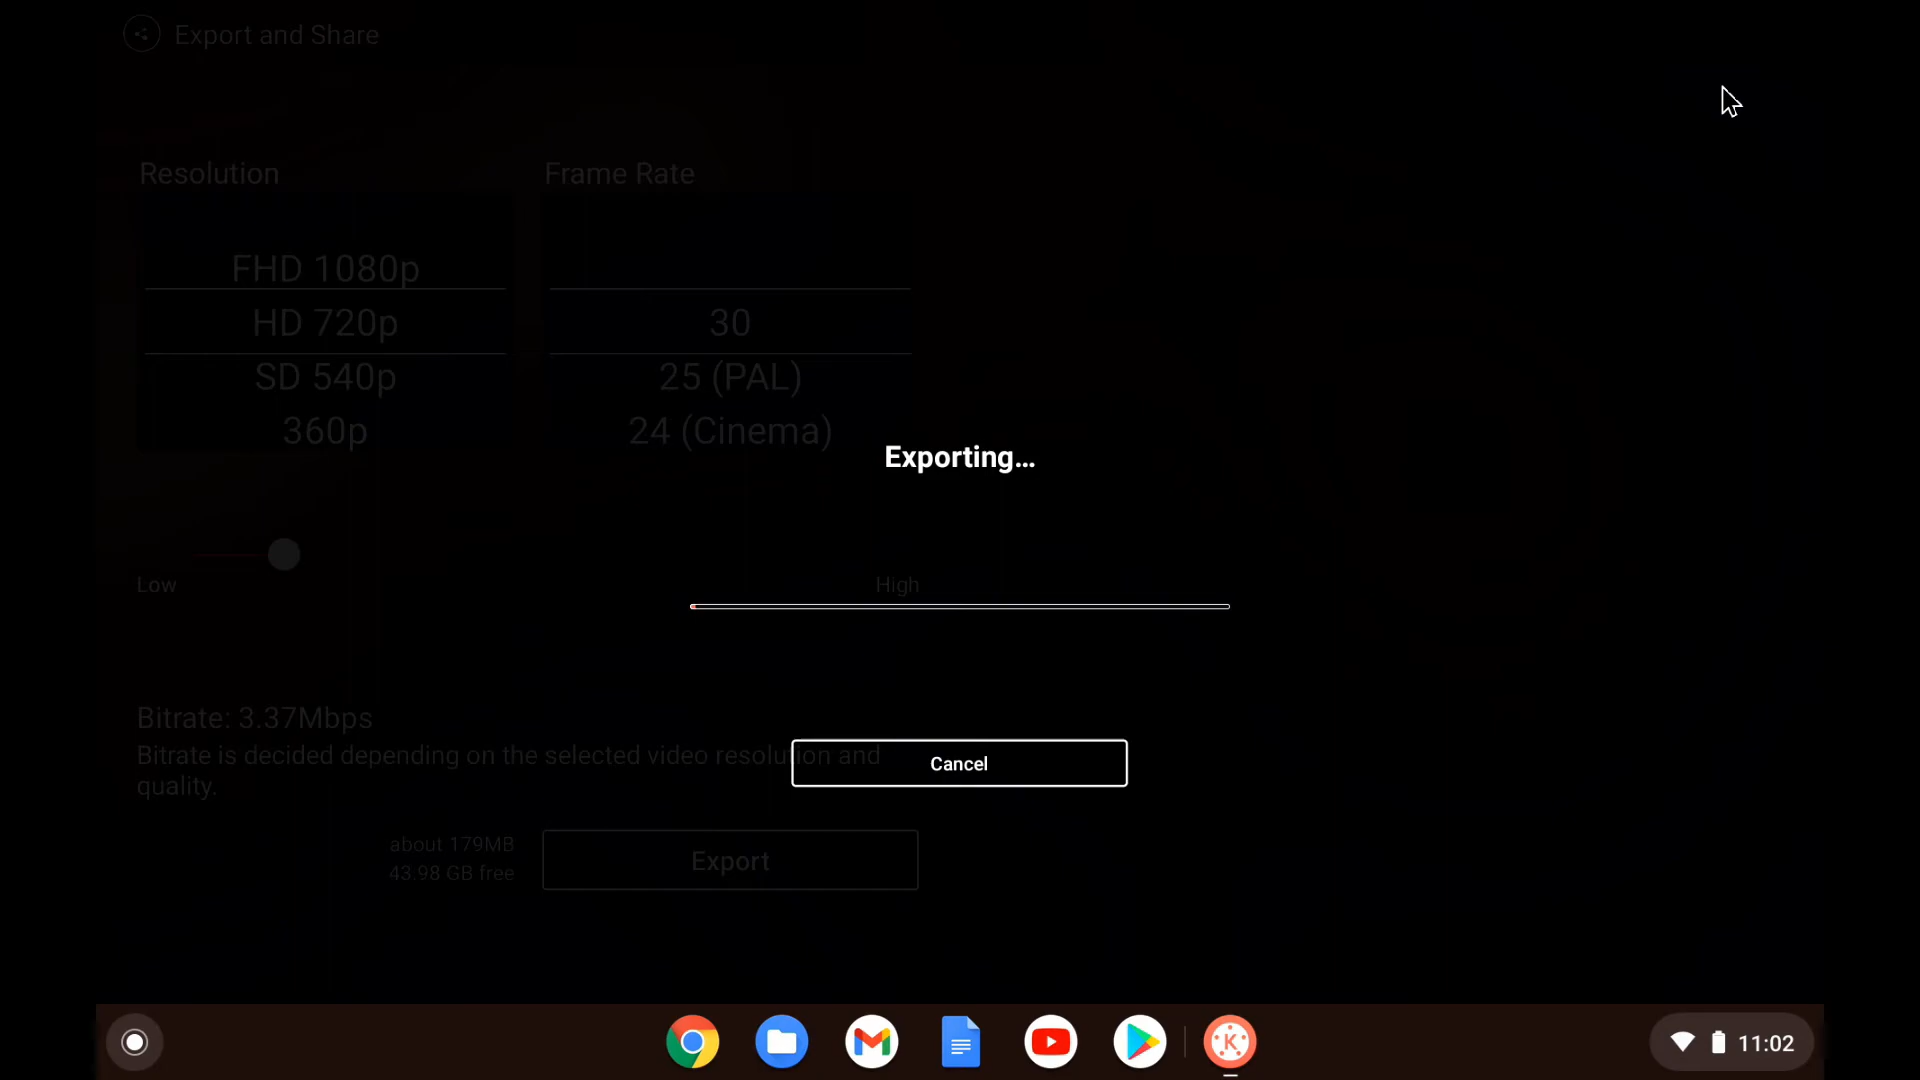 Export and Share
Resolution
Frame Rate
FHD 1080p
HD 720p
30
SD 540p
25 (PAL)
360p
24 (Cinema)
Exporting...
Low
High
Bitrate: 3.37Mbps
Bitrate is decided depending on the selected video resolution and
quality.
Cancel
about 179MB
43.98 GB free
Export
K
11:02